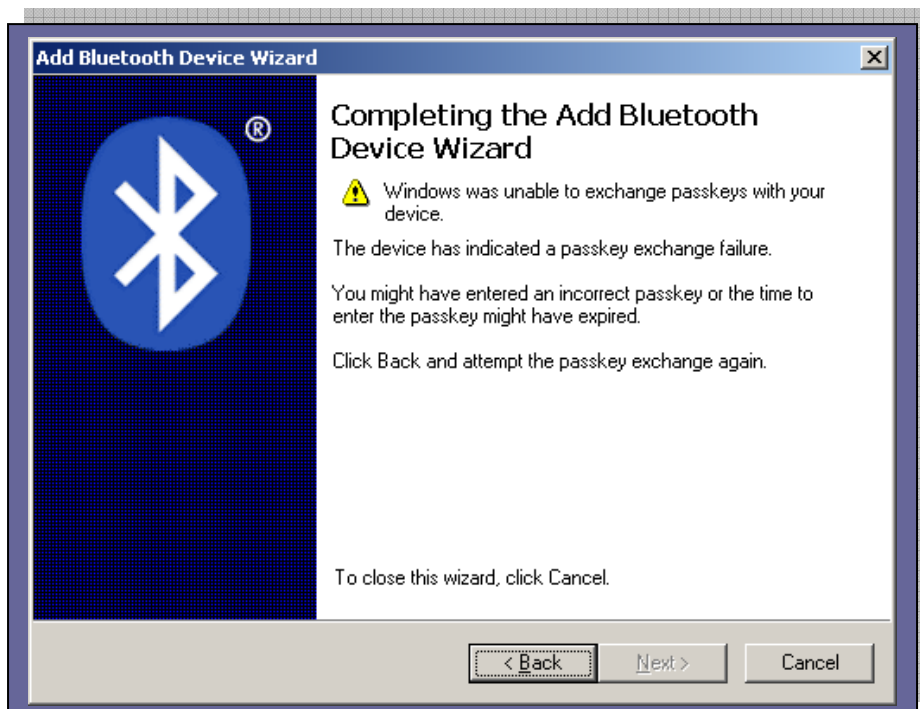 Add Bluetooth Device Wizard
®
Completing the Add Bluetooth
Device Wizard
Windows was unable to exchange passkeys with your
device.
The device has indicated a passkey exchange failure.
You might have entered an incorrect passkey or the time to
enter the passkey might have expired.
Click Back and attempt the passkey exchange again.
To close this wizard, click Cancel.
< Back Next > Cancel